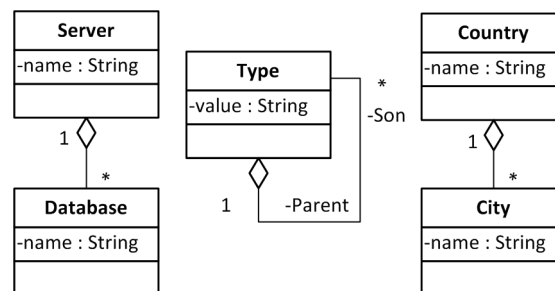 Server
-name : String
1
*
Database
-name : String
Type
-value : String
*
-Son
1
-Parent
Country
-name : String
1
*
City
-name : String